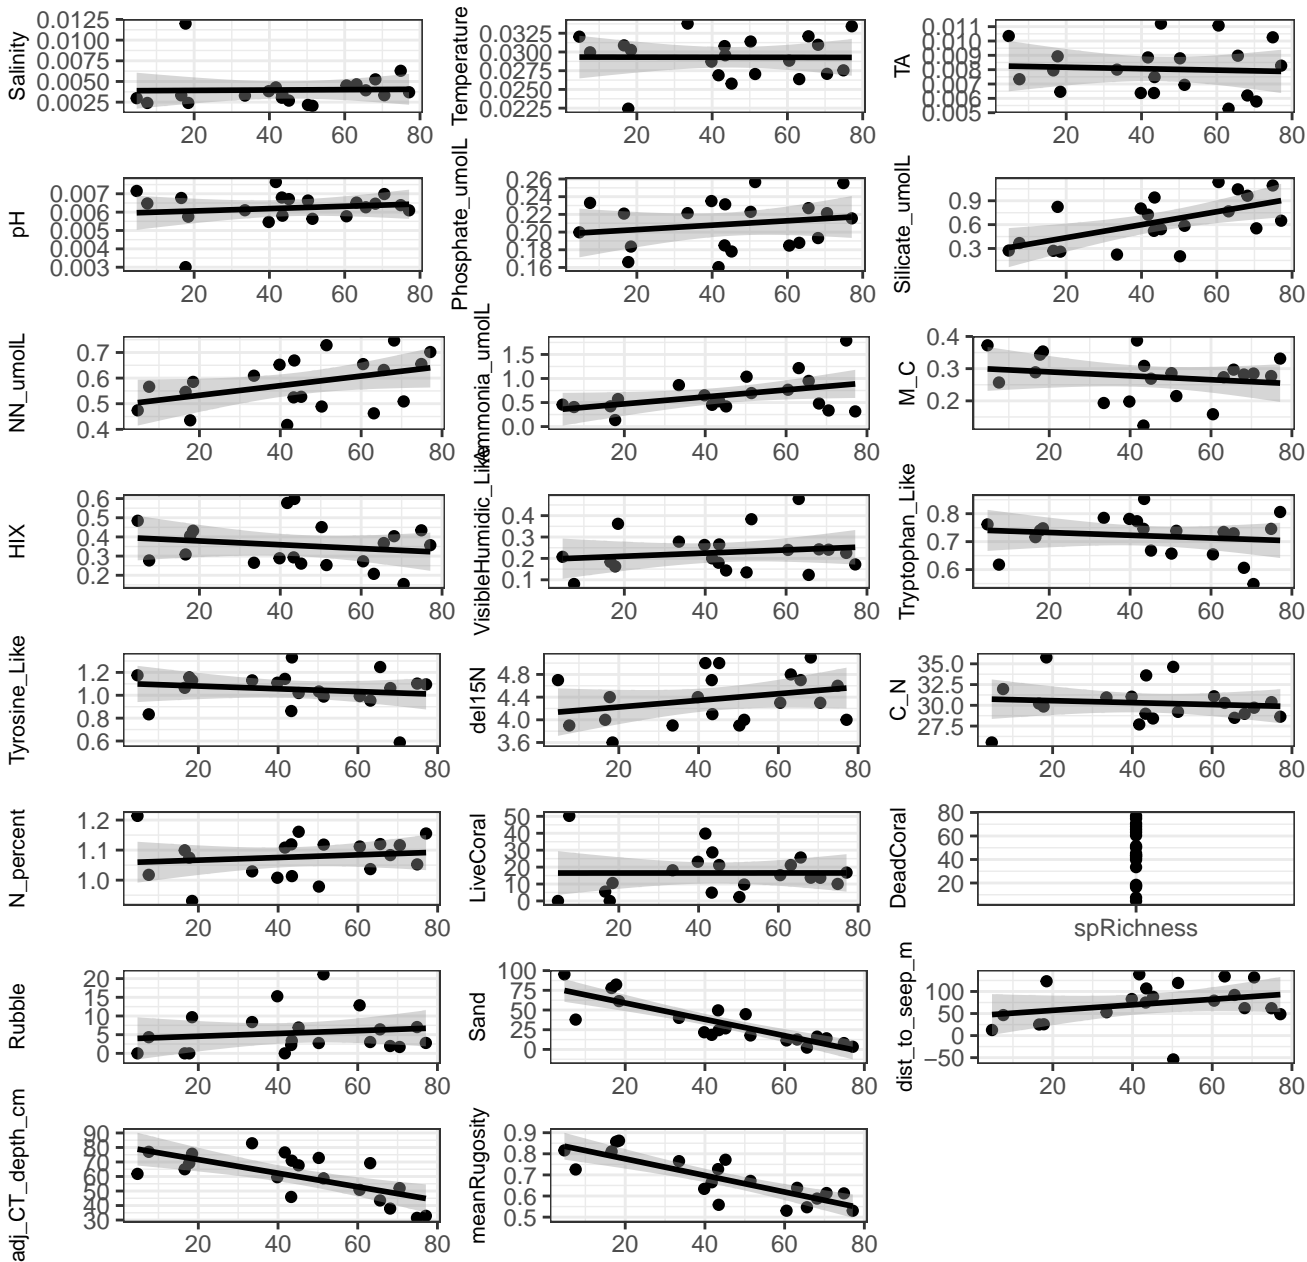 Salinity
0.0125
0.0100
0.0075
0.0050
0.0025
20 40 60 80
Temperature
0.0325
0.0300
0.0275
0.0250
0.0225
20 40 60 80
TA
0.011
0.010
0.009
0.008
0.007
0.006
0.005
20 40 60 80
pH
0.007
0.006
0.005
0.004
0.003
20 40 60 80
Phosphate_umolL
0.26
0.24
0.22
0.20
0.18
0.16
20 40 60 80
Silicate_umolL
0.9
0.6
0.3
20 40 60 80
NN_umolL
0.7
0.6
0.5
0.4
20 40 60 80
Ammonia_umolL
1.5
1.0
0.5
0.0
20 40 60 80
M_C
0.4
0.3
0.2
20 40 60 80
HIX
0.6
0.5
0.4
0.3
0.2
20 40 60 80
VisibleHumidic_Like
0.4
0.3
0.2
0.1
20 40 60 80
Tryptophan_Like
0.8
0.7
0.6
20 40 60 80
Tyrosine_Like
1.2
1.0
0.8
0.6
20 40 60 80
del15N
4.8
4.4
4.0
3.6
20 40 60 80
C_N
35.0
32.5
30.0
27.5
20 40 60 80
N_percent
1.2
1.1
1.0
20 40 60 80
LiveCoral
50
40
30
20
10
0
20 40 60 80
DeadCoral
80
60
40
20
spRichness
Rubble
20
15
10
5
0
20 40 60 80
Sand
100
75
50
25
0
20 40 60 80
dist_to_seep_m
100
50
0
−50
20 40 60 80
adj_CT_depth_cm
90
80
70
60
50
40
30
20 40 60 80
meanRugosity
0.9
0.8
0.7
0.6
0.5
20 40 60 80